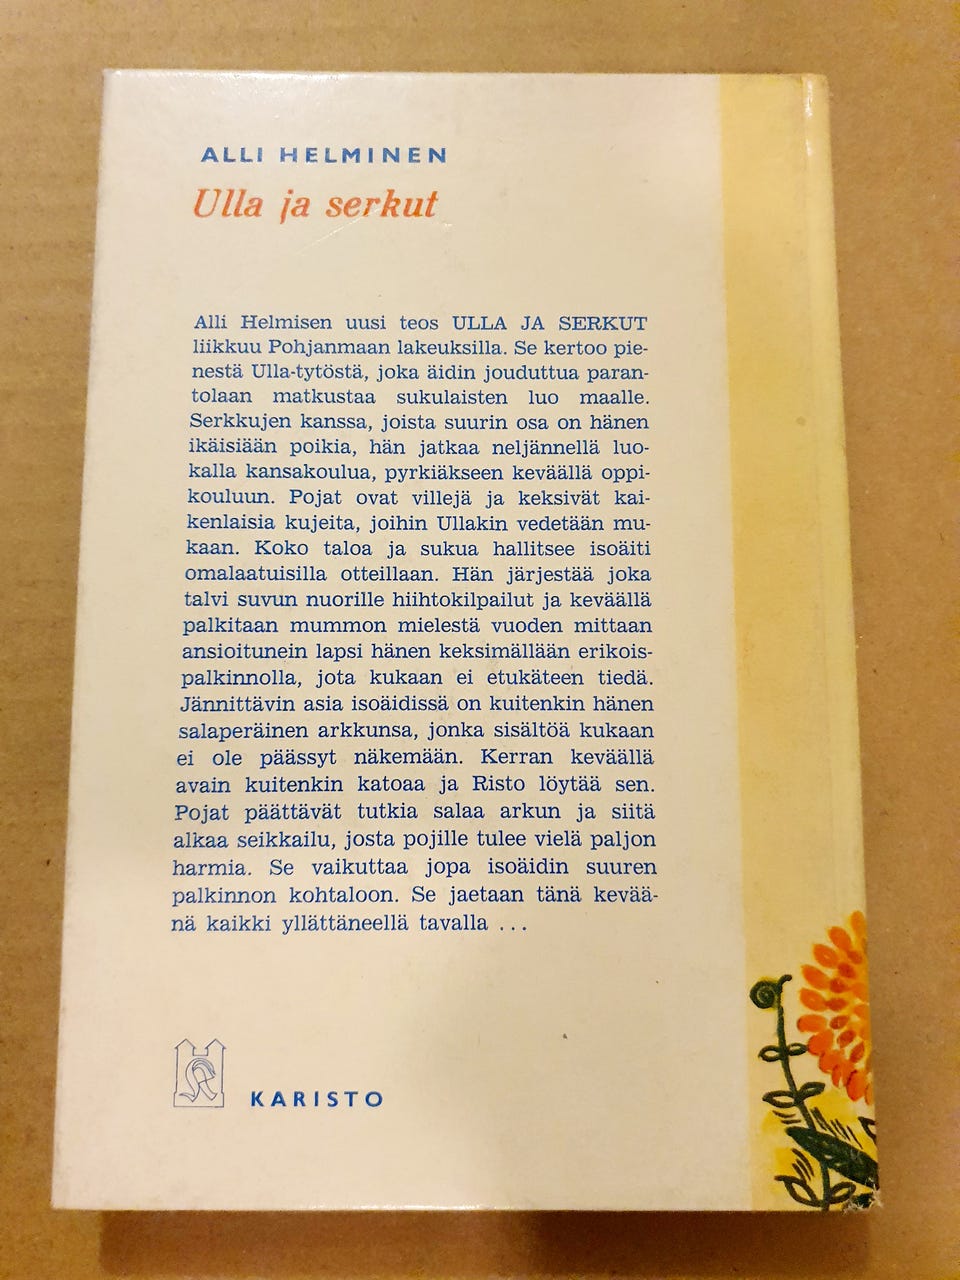 ALLI HELMINEN
Ulla ja serkut
Alli Helmisen uusi teos ULLA JA SERKUT
liikkuu Pohjanmaan lakeuksilla. Se kertoo pie-
nestä Ulla-tytöstä, joka äidin jouduttua paran-
tolaan matkustaa sukulaisten luo maalle.
Serkkujen kanssa, joista suurin osa on hänen
ikäisiään poikia, hän jatkaa neljännellä luo-
kalla kansakoulua, pyrkiäkseen keväällä oppi-
kouluun. Pojat ovat villejä ja keksivät kai-
kenlaisia kujeita, joihin Ullakin vedetään mu-
kaan. Koko taloa ja sukua hallitsee isoäiti
omalaatuisilla otteillaan. Hän järjestää joka
talvi suvun nuorille hiihtokilpailut ja keväällä
palkitaan mummon mielestä vuoden mittaan
ansioitunein lapsi hänen keksimällään erikois-
palkinnolla, jota kukaan ei etukäteen tiedä.
Jännittävin asia isoäidissä on kuitenkin hänen
salaperäinen arkkunsa, jonka sisältöä kukaan
ei ole päässyt näkemään. Kerran keväällä
avain kuitenkin katoaa ja Risto löytää sen.
Pojat päättävät tutkia salaa arkun ja siitä
alkaa seikkailu, josta pojille tulee vielä paljon
harmia. Se vaikuttaa jopa isoäidin suuren
palkinnon kohtaloon. Se jaetaan tänä kevää-
nä kaikki yllättäneellä tavalla ...
K
KARISTO